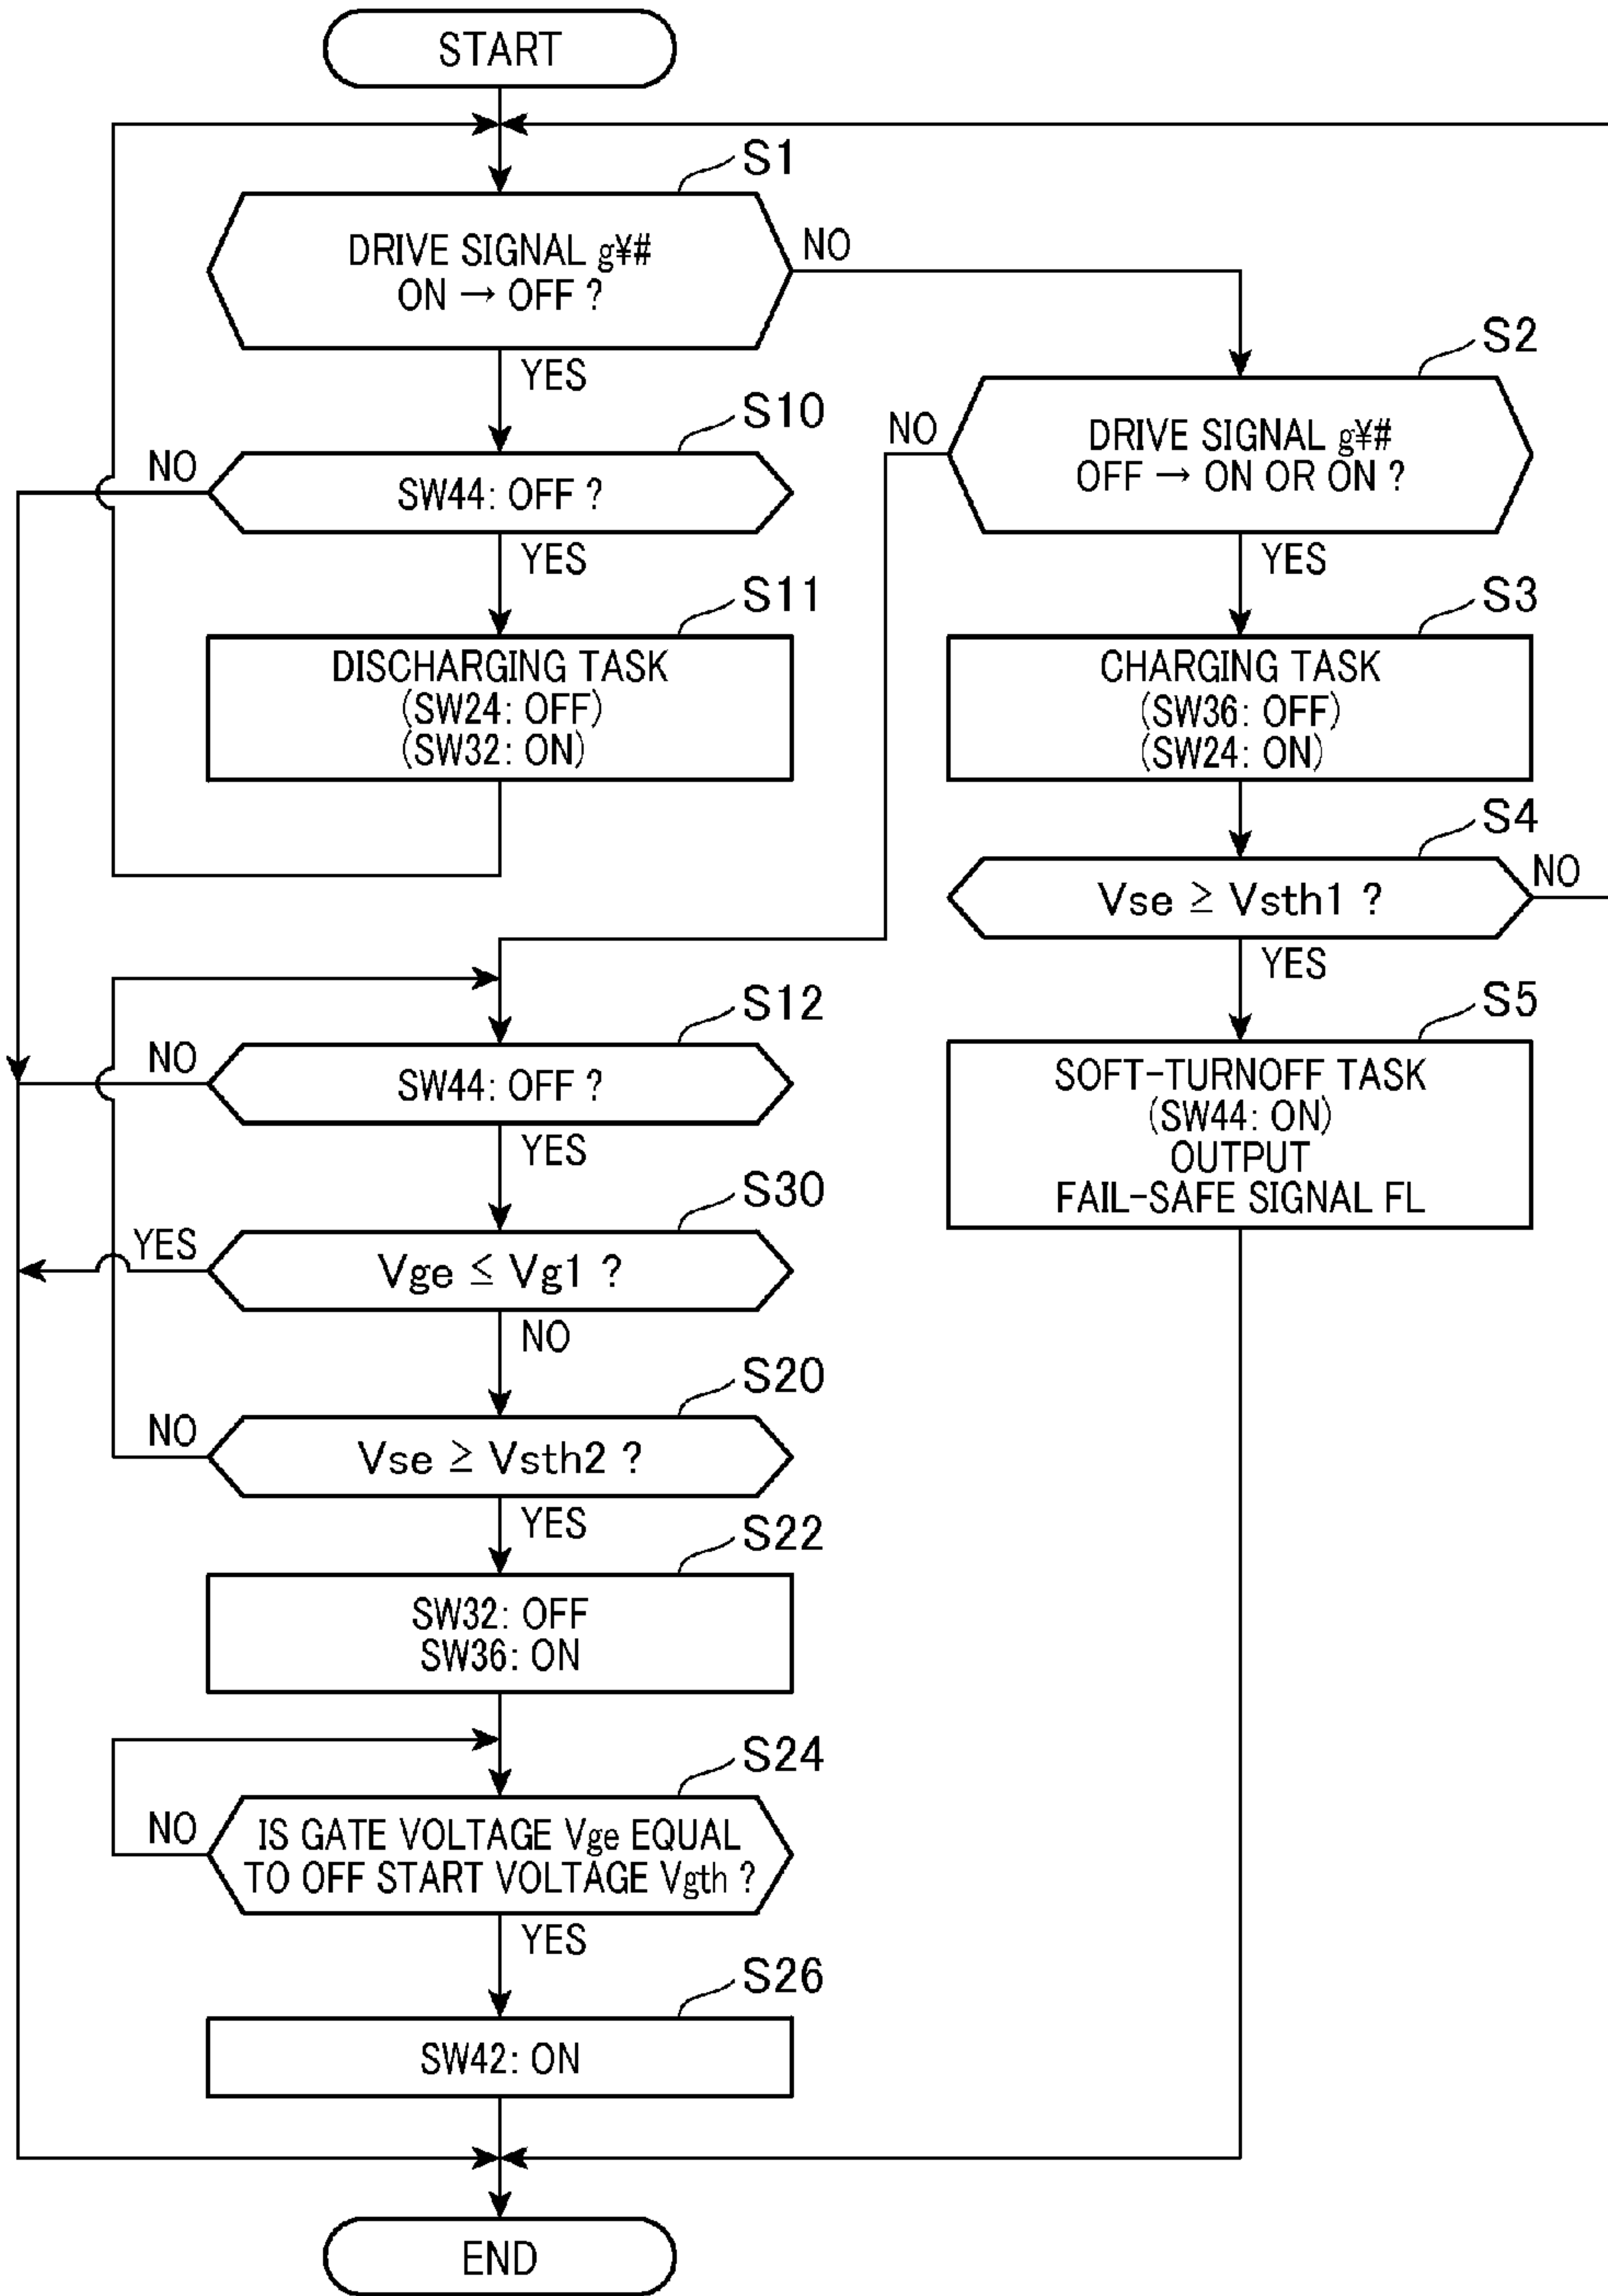 START
S1
DRIVE SIGNAL g¥#
ON → OFF ?
NO
YES
S2
DRIVE SIGNAL g¥#
OFF → ON OR ON ?
NO
YES
S10
SW44: OFF ?
NO
YES
S11
DISCHARGING TASK
(SW24: OFF)
(SW32: ON)
S3
CHARGING TASK
(SW36: OFF)
(SW24: ON)
S4
Vse ≥ Vsth1 ?
NO
YES
S5
SOFT-TURNOFF TASK
(SW44: ON)
OUTPUT
FAIL-SAFE SIGNAL FL
S12
SW44: OFF ?
NO
YES
S30
Vge ≤ Vg1 ?
YES
NO
S20
Vse ≥ Vsth2 ?
NO
YES
S22
SW32: OFF
SW36: ON
S24
IS GATE VOLTAGE Vge EQUAL
TO OFF START VOLTAGE Vgth ?
NO
YES
S26
SW42: ON
END